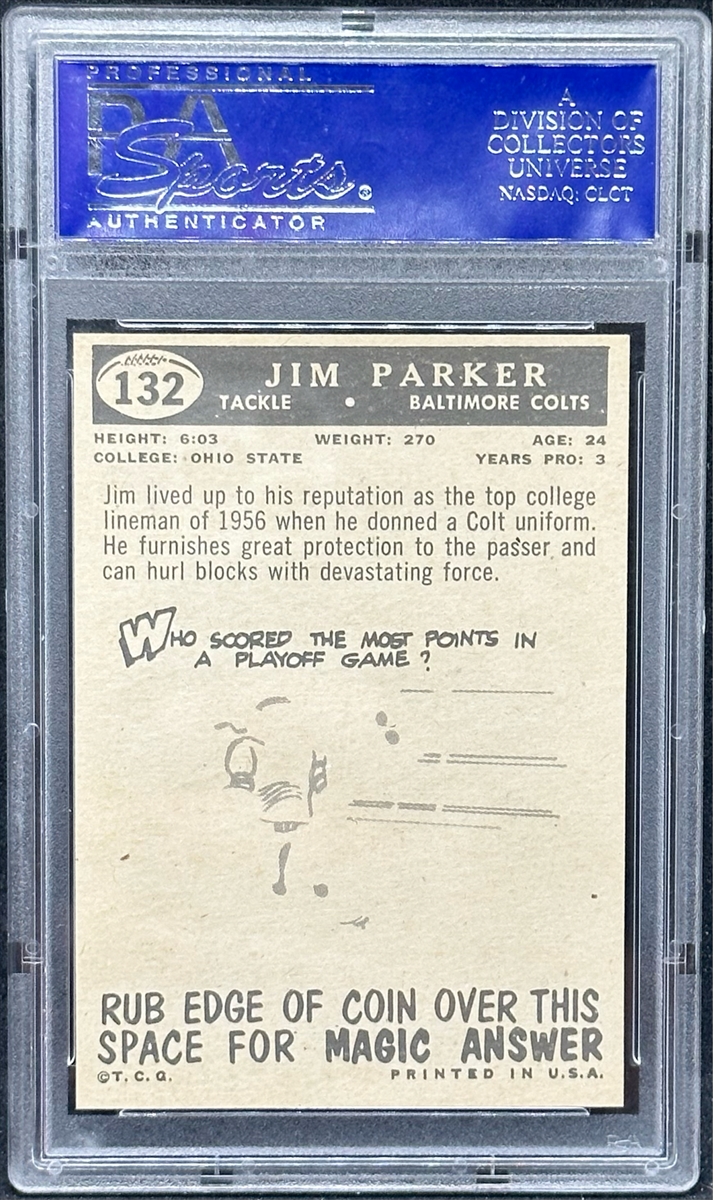 PROFESSIONAL
PSA
Sports®
AUTHENTICATOR
A
DIVISION OF
COLLECTORS
UNIVERSE
NASDAQ: CLCT
132
JIM PARKER
TACKLE • BALTIMORE COLTS
HEIGHT: 6:03 WEIGHT: 270 AGE: 24
COLLEGE: OHIO STATE YEARS PRO: 3
Jim lived up to his reputation as the top college
lineman of 1956 when he donned a Colt uniform.
He furnishes great protection to the passer and
can hurl blocks with devastating force.
WHO SCORED THE MOST POINTS IN
A PLAYOFF GAME?
RUB EDGE OF COIN OVER THIS
SPACE FOR MAGIC ANSWER
©T. C. G. PRINTED IN U.S.A.
PSA